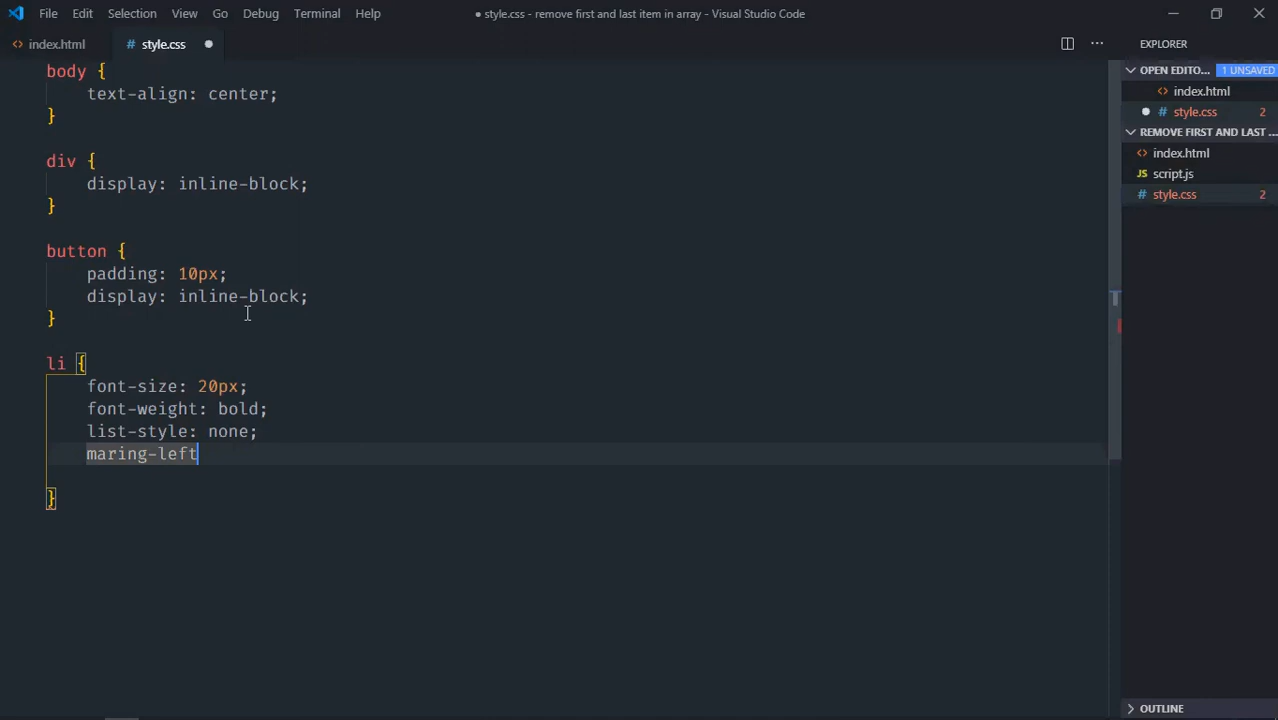 File Edit Selection View Go Debug Terminal Help
● style.css - remove first and last item in array - Visual Studio Code
<> index.html
# style.css ●
body {
text-align: center;
}
div {
display: inline-block;
}
button {
padding: 10px;
display: inline-block;
}
li {
font-size: 20px;
font-weight: bold;
list-style: none;
maring-left
}
EXPLORER
OPEN EDITO... 1 UNSAVED
<> index.html
● # style.css 2
REMOVE FIRST AND LAST ...
<> index.html
JS script.js
# style.css 2
OUTLINE